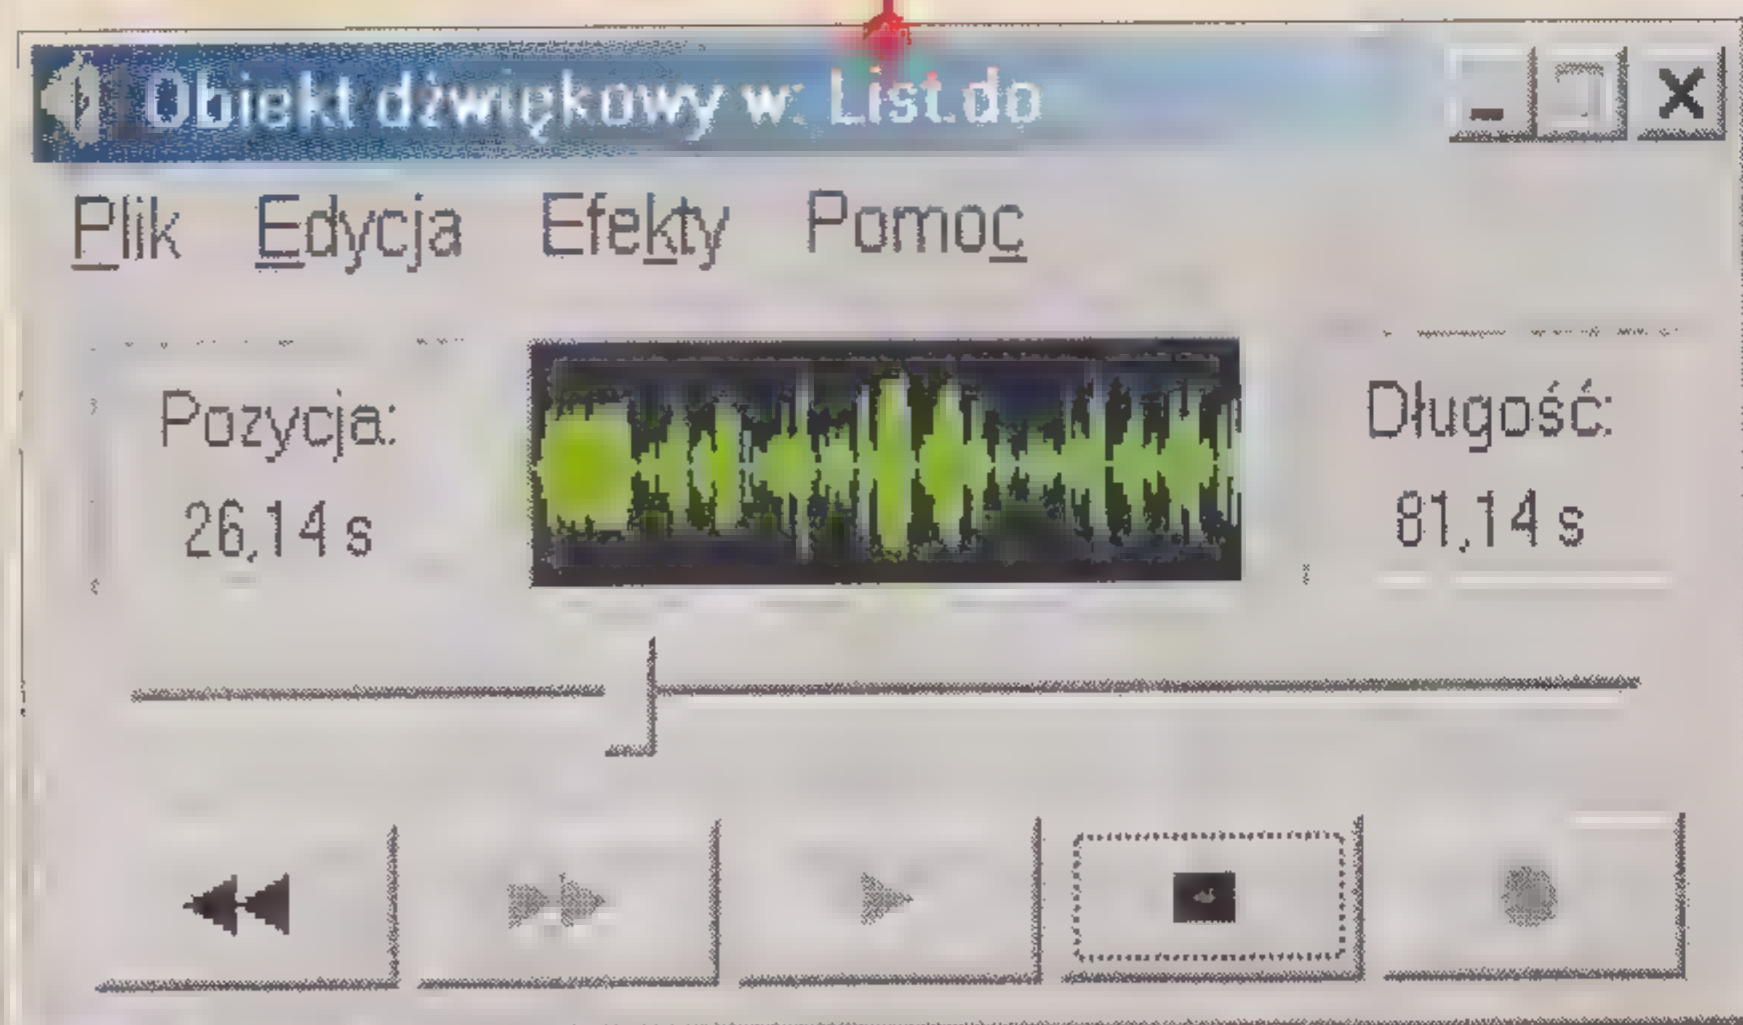 Obiekt dźwiękowy w: List.do
Plik Edycja Efekty Pomoc
Pozycja:
26,14 s
Długość:
81,14 s